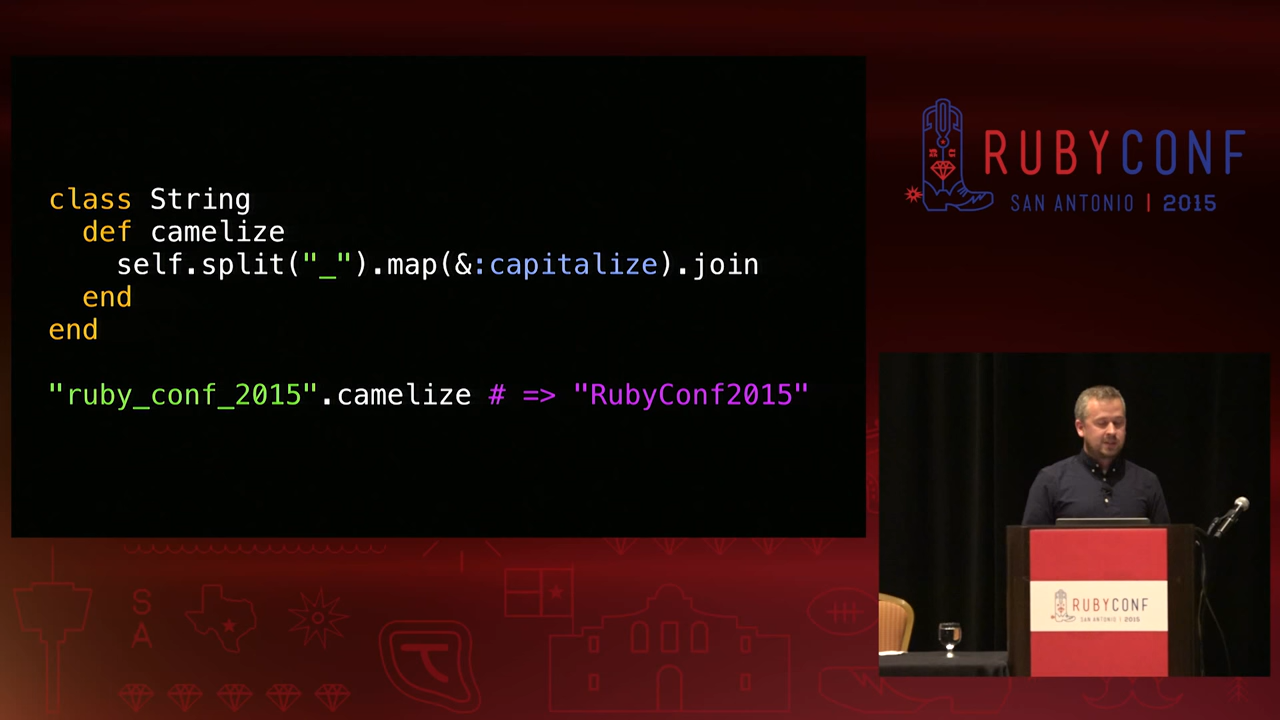 class String
  def camelize
    self.split("_").map(&:capitalize).join
  end
end
"ruby_conf_2015".camelize # => "RubyConf2015"
RUBYCONF
SAN ANTONIO | 2015
RUBYCONF
SAN ANTONIO | 2015
S
A